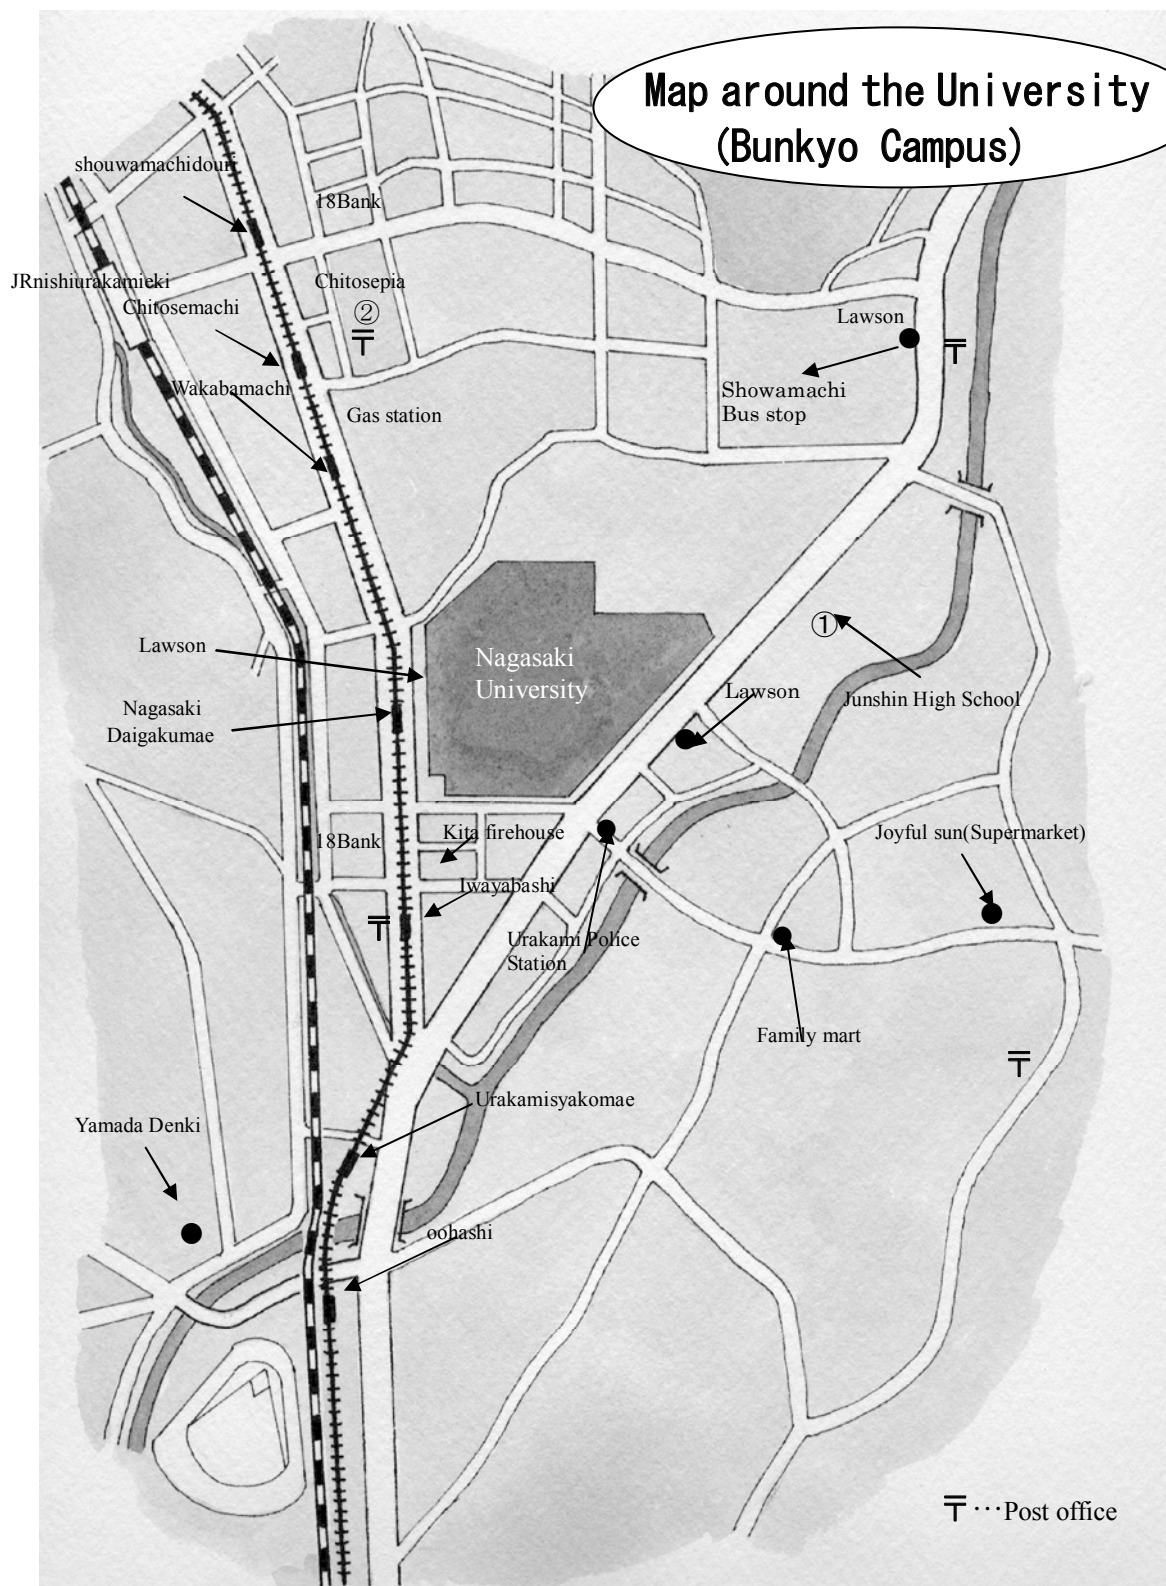 Map around the University
(Bunkyo Campus)
shouwamachidouri
18Bank
JRnishiurakamieki
Chitosepia
Chitosemachi
②
〒
Lawson
〒
Wakabamachi
Showamachi
Bus stop
Gas station
①
Lawson
Nagasaki
University
Lawson
Junshin High School
Nagasaki
Daigakumae
18Bank
Kita firehouse
Joyful sun(Supermarket)
Iwayabashi
〒
Urakami Police
Station
Family mart
〒
Urakamisyakomae
Yamada Denki
oohashi
〒…Post office